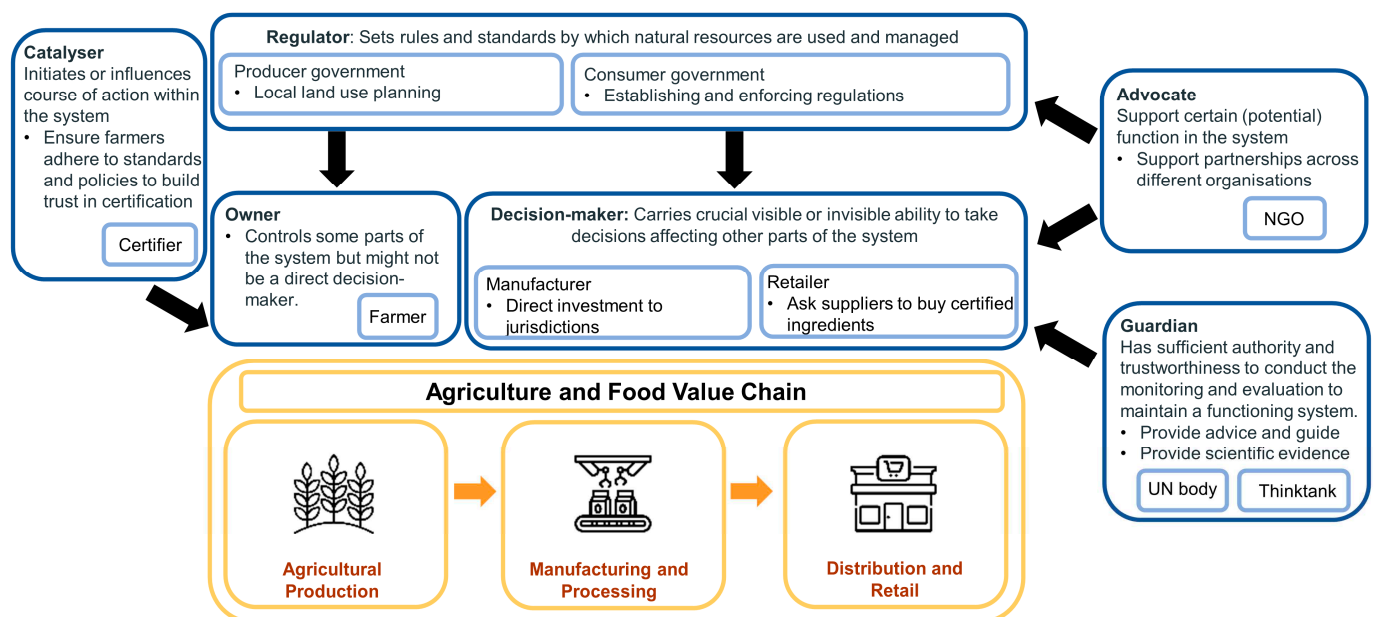 Catalyser
Initiates or influences
course of action within
the system
• Ensure farmers
adhere to standards
and policies to build
trust in certification
Certifier
Regulator: Sets rules and standards by which natural resources are used and managed
Producer government
• Local land use planning
Consumer government
• Establishing and enforcing regulations
Advocate
Support certain (potential)
function in the system
• Support partnerships across
different organisations
NGO
Owner
• Controls some parts of
the system but might not
be a direct decision-
maker.
Farmer
Decision-maker: Carries crucial visible or invisible ability to take
decisions affecting other parts of the system
Manufacturer
• Direct investment to
jurisdictions
Retailer
• Ask suppliers to buy certified
ingredients
Guardian
Has sufficient authority and
trustworthiness to conduct the
monitoring and evaluation to
maintain a functioning system.
• Provide advice and guide
• Provide scientific evidence
UN body
Thinktank
Agriculture and Food Value Chain
Agricultural
Production
Manufacturing and
Processing
Distribution and
Retail